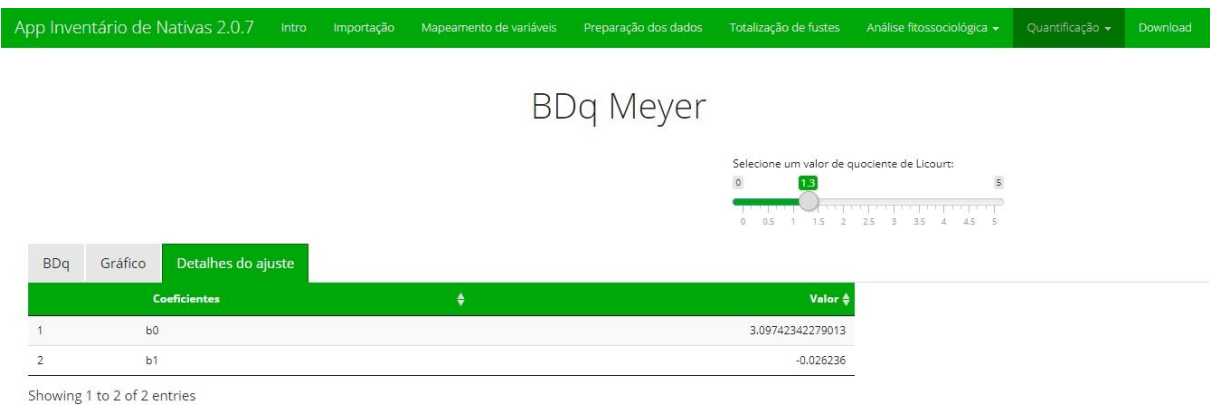 App Inventário de Nativas 2.0.7 Intro Importação Mapeamento de variáveis Preparação dos dados Totalização de fustes Análise fitossociológica Quantificação Download
BDq Meyer
Selecione um valor de quociente de Licourt:
0 1.3 5
0 0.5 1 1.5 2 2.5 3 3.5 4 4.5 5
BDq Gráfico Detalhes do ajuste
Coeficientes Valor
1 b0 3.09742342279013
2 b1 -0.026236
Showing 1 to 2 of 2 entries